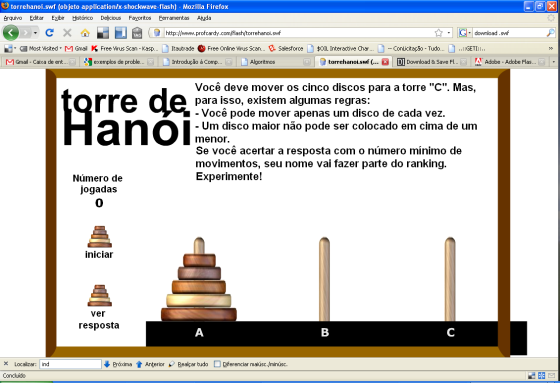 torrehanei.swf (objeto application/x-shockwave-flash) - Mozilla Firefox
Arquivo Editar Exibir Histórico Delicious Favoritos Ferramentas Ajuda
http://www.profcardy.com/flash/torrehanoi.swf
download .swf
Most Visited Gmail Free Virus Scan - Kasp... Itautrade Free Online Virus Scan... Salesforce $OIL Interactive Char... -- Conucitação - Tudo... ..::GETI::..
Gmail - Caixa de ent... exemplos de problem... Introdução à Compu... Algoritmos torrehanoi.swf (... Download & Save Fl... Adobe - Adobe Flas...
torre de
Hanói
Você deve mover os cinco discos para a torre "C". Mas,
para isso, existem algumas regras:
- Você pode mover apenas um disco de cada vez.
- Um disco maior não pode ser colocado em cima de um
menor.
Se você acertar a resposta com o número mínimo de
movimentos, seu nome vai fazer parte do ranking.
Experimente!
Número de
jogadas
0
iniciar
ver
resposta
A B C
Localizar: ind Próxima Anterior Realçar tudo Diferenciar maiúsc./minúsc.
Concluído